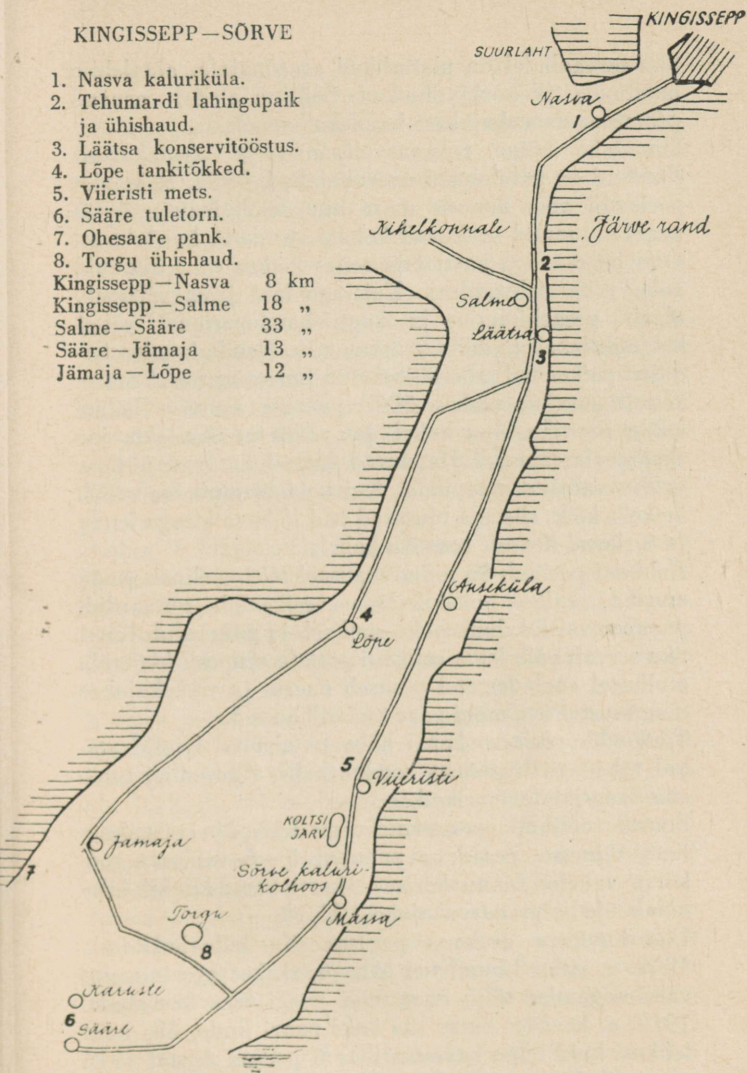 KINGISSEPP—SÕRVE
1. Nasva kaluriküla.
2. Tehumardi lahingupaik
ja ühishaud.
3. Läätsa konservitööstus.
4. Lõpe tankitõkked.
5. Viieristi mets.
6. Sääre tuletorn.
7. Ohesaare pank.
8. Torgu ühishaud.
Kingissepp—Nasva 8 km
Kingissepp—Salme 18 „
Salme—Sääre 33 „
Sääre—Jämaja 13 „
Jämaja—Lõpe 12 „
KINGISSEPP
SUURLAHT
Nasva
1
Kihelkonnale
Järve rand
2
Salme
Läätsa
3
Anseküla
4
Lõpe
5
Viieristi
KOLTSI
JÄRV
Jämaja
7
Sõrve kaluri-
kolhoos
Mässa
Torgu
8
Karuste
6
Sääre